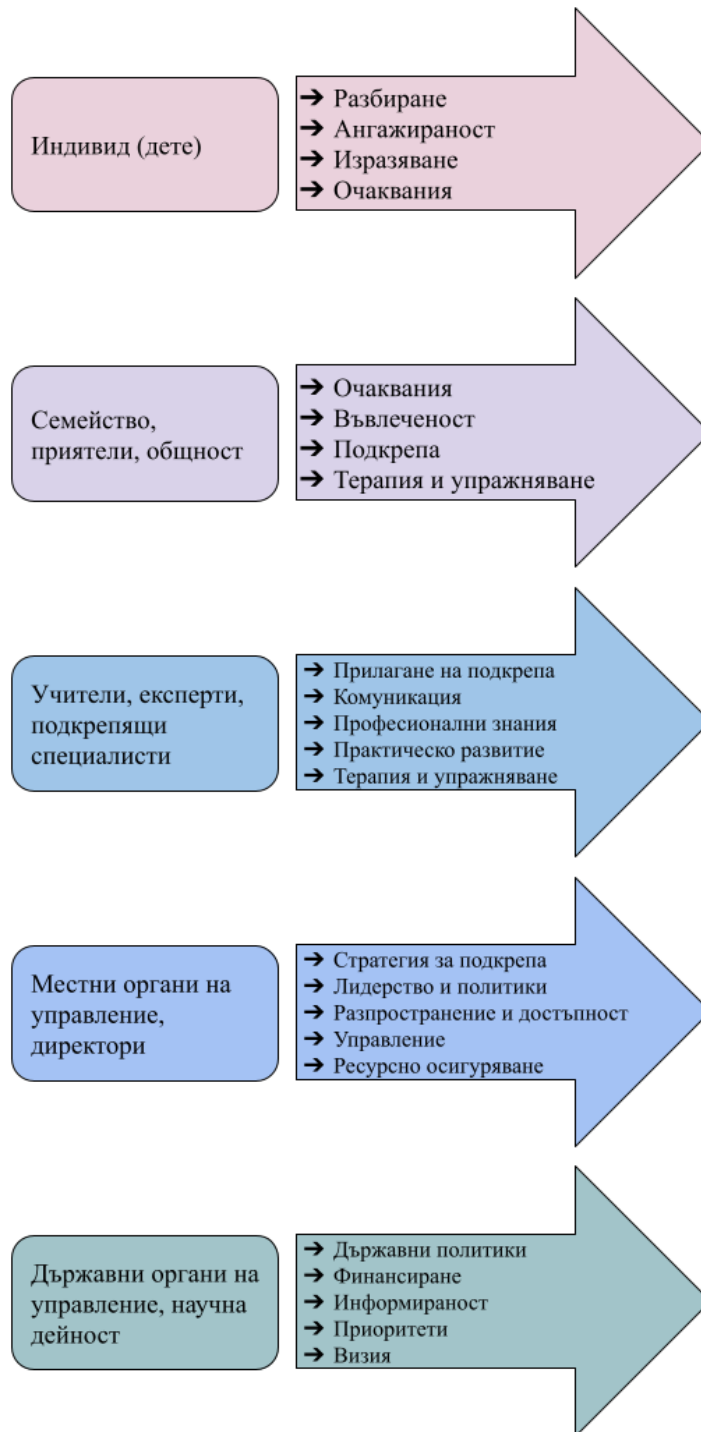 Индивид (дете)
➔ Разбиране
➔ Ангажираност
➔ Изразяване
➔ Очаквания
Семейство,
приятели, общност
➔ Очаквания
➔ Въвлеченост
➔ Подкрепа
➔ Терапия и упражняване
Учители, експерти,
подкрепящи
специалисти
➔ Прилагане на подкрепа
➔ Комуникация
➔ Професионални знания
➔ Практическо развитие
➔ Терапия и упражняване
Местни органи на
управление,
директори
➔ Стратегия за подкрепа
➔ Лидерство и политики
➔ Разпространение и достъпност
➔ Управление
➔ Ресурсно осигуряване
Държавни органи на
управление, научна
дейност
➔ Държавни политики
➔ Финансиране
➔ Информираност
➔ Приоритети
➔ Визия